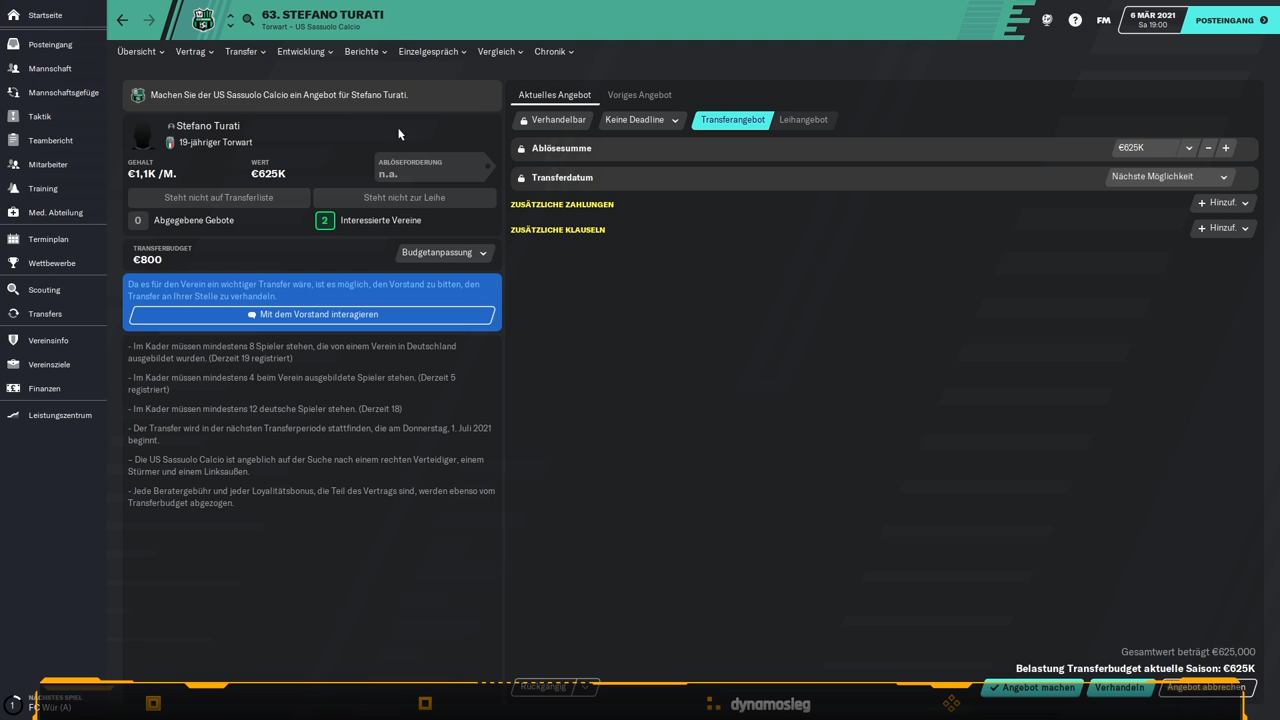 Startseite
63. STEFANO TURATI
Torwart – US Sassuolo Calcio
FM
6 MÄR 2021
Sa 19:00
POSTEINGANG
Posteingang
Mannschaft
Mannschaftsgefüge
Taktik
Teambericht
Mitarbeiter
Training
Med. Abteilung
Terminplan
Wettbewerbe
Scouting
Transfers
Vereinsinfo
Vereinsziele
Finanzen
Leistungszentrum
Übersicht Vertrag Transfer Entwicklung Berichte Einzelgespräch Vergleich Chronik
Machen Sie der US Sassuolo Calcio ein Angebot für Stefano Turati.
Stefano Turati
19-jähriger Torwart
GEHALT
€1,1K /M.
WERT
€625K
ABLÖSEFORDERUNG
n.a.
Steht nicht auf Transferliste
Steht nicht zur Leihe
0 Abgegebene Gebote
2 Interessierte Vereine
TRANSFERBUDGET
€800
Budgetanpassung
Da es für den Verein ein wichtiger Transfer wäre, ist es möglich, den Vorstand zu bitten, den
Transfer an Ihrer Stelle zu verhandeln.
Mit dem Vorstand interagieren
- Im Kader müssen mindestens 8 Spieler stehen, die von einem Verein in Deutschland
ausgebildet wurden. (Derzeit 19 registriert)
- Im Kader müssen mindestens 4 beim Verein ausgebildete Spieler stehen. (Derzeit 5
registriert)
- Im Kader müssen mindestens 12 deutsche Spieler stehen. (Derzeit 18)
- Der Transfer wird in der nächsten Transferperiode stattfinden, die am Donnerstag, 1. Juli 2021
beginnt.
– Die US Sassuolo Calcio ist angeblich auf der Suche nach einem rechten Verteidiger, einem
Stürmer und einem Linksaußen.
- Jede Beratergebühr und jeder Loyalitätsbonus, die Teil des Vertrags sind, werden ebenso vom
Transferbudget abgezogen.
Aktuelles Angebot Voriges Angebot
Verhandelbar Keine Deadline Transferangebot Leihangebot
Ablösesumme €625K − +
Transferdatum Nächste Möglichkeit
ZUSÄTZLICHE ZAHLUNGEN + Hinzuf.
ZUSÄTZLICHE KLAUSELN + Hinzuf.
Gesamtwert beträgt €625,000
Belastung Transferbudget aktuelle Saison: €625K
Rückgängig
Angebot machen Verhandeln Angebot abbrechen
1 NÄCHSTES SPIEL
FC Wür (A)
dynamosleg